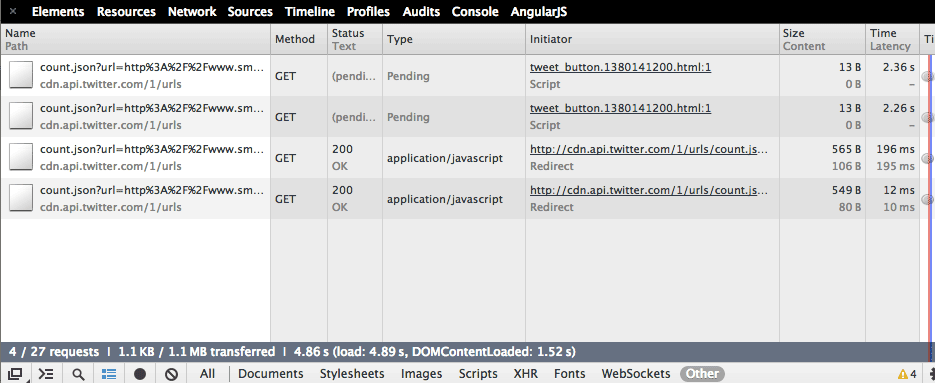 × Elements Resources Network Sources Timeline Profiles Audits Console AngularJS
Name Path Method Status Text Type Initiator Size Content Time Latency Ti
count.json?url=http%3A%2F%2Fwww.sm... GET (pendi... Pending tweet_button.1380141200.html:1 13 B 2.36 s
cdn.api.twitter.com/1/urls Script 0 B –
count.json?url=http%3A%2F%2Fwww.sm... GET (pendi... Pending tweet_button.1380141200.html:1 13 B 2.26 s
cdn.api.twitter.com/1/urls Script 0 B –
count.json?url=http%3A%2F%2Fwww.sm... GET 200 application/javascript http://cdn.api.twitter.com/1/urls/count.js... 565 B 196 ms
cdn.api.twitter.com/1/urls OK Redirect 106 B 195 ms
count.json?url=http%3A%2F%2Fwww.sm... GET 200 application/javascript http://cdn.api.twitter.com/1/urls/count.js... 549 B 12 ms
cdn.api.twitter.com/1/urls OK Redirect 80 B 10 ms
4 / 27 requests | 1.1 KB / 1.1 MB transferred | 4.86 s (load: 4.89 s, DOMContentLoaded: 1.52 s)
All Documents Stylesheets Images Scripts XHR Fonts WebSockets Other 4